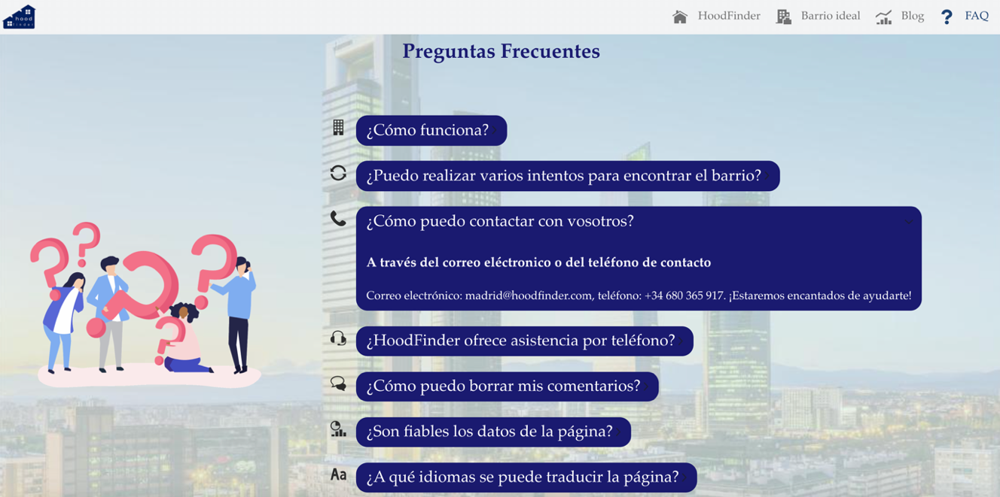 hood
finder
HoodFinder
Barrio ideal
Blog
? FAQ
Preguntas Frecuentes
¿Cómo funciona?
¿Puedo realizar varios intentos para encontrar el barrio?
¿Cómo puedo contactar con vosotros?
A través del correo eléctronico o del teléfono de contacto
Correo electrónico: madrid@hoodfinder.com, teléfono: +34 680 365 917. ¡Estaremos encantados de ayudarte!
¿HoodFinder ofrece asistencia por teléfono?
¿Cómo puedo borrar mis comentarios?
¿Son fiables los datos de la página?
Aa ¿A qué idiomas se puede traducir la página?